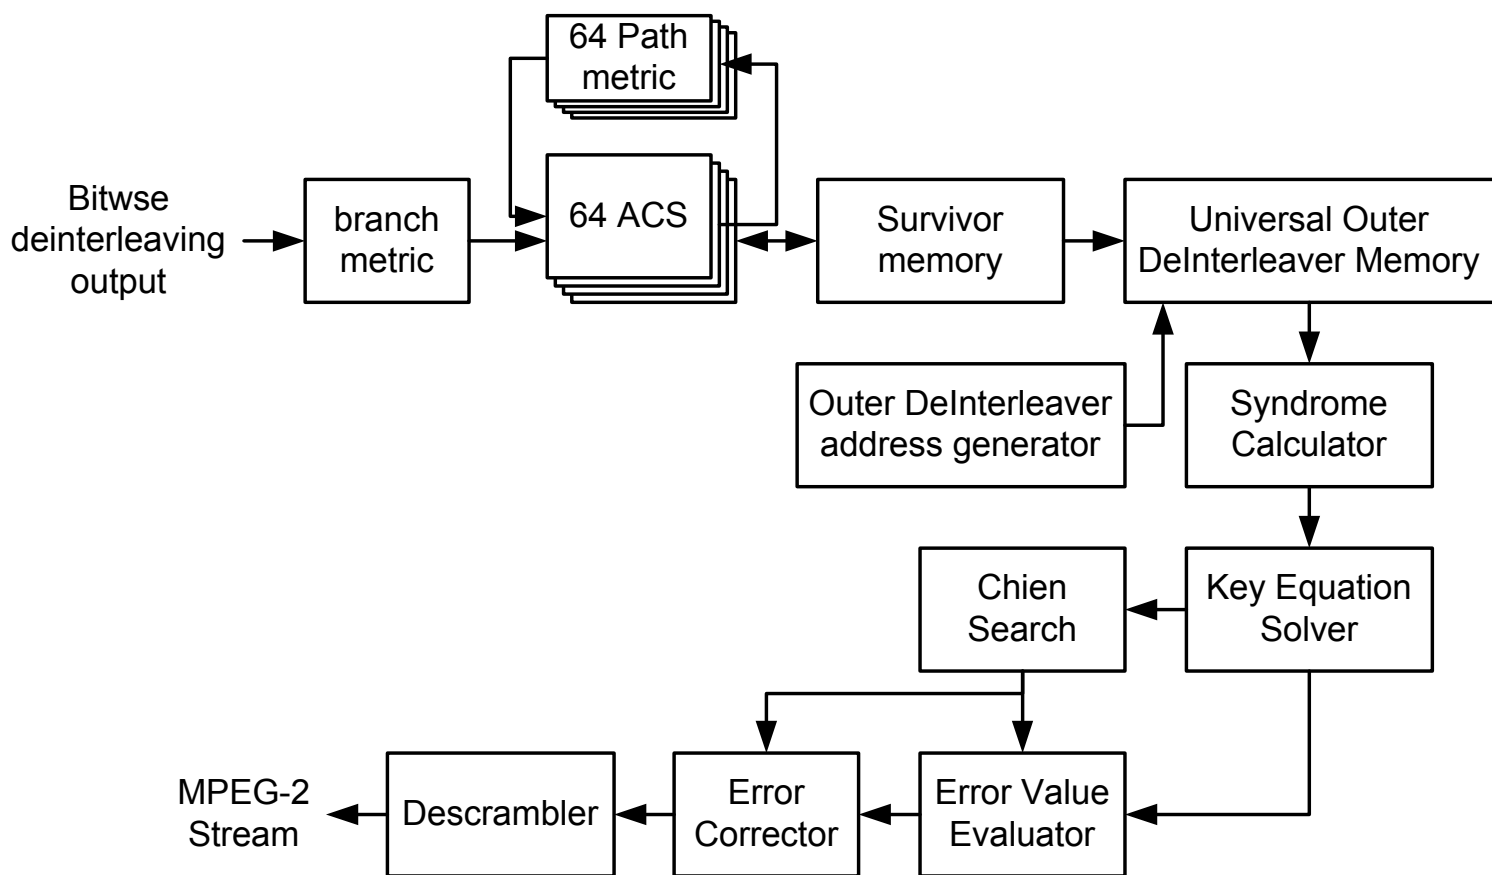 64 Path
metric
Bitwse
deinterleaving
output
branch
metric
64 ACS
Survivor
memory
Universal Outer
DeInterleaver Memory
Outer DeInterleaver
address generator
Syndrome
Calculator
Chien
Search
Key Equation
Solver
MPEG-2
Stream
Descrambler
Error
Corrector
Error Value
Evaluator